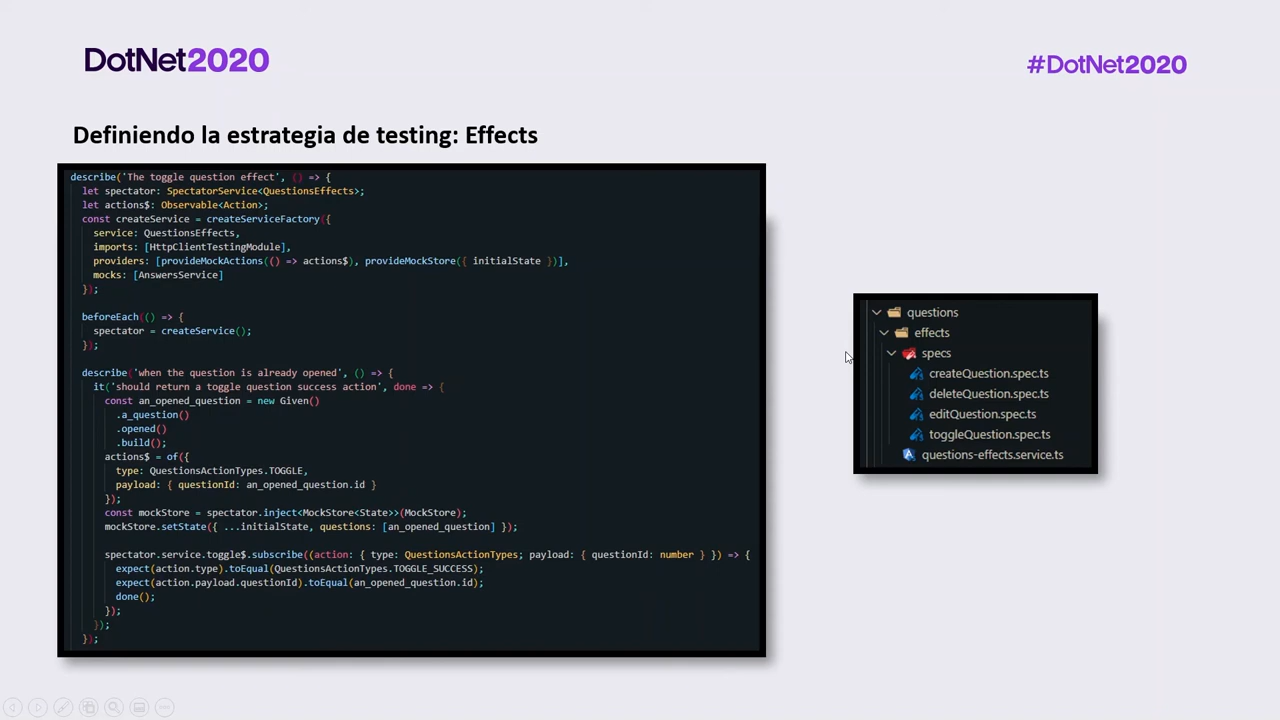 DotNet2020
#DotNet2020
Definiendo la estrategia de testing: Effects
describe('The toggle question effect', () => {
let spectator: SpectatorService<QuestionsEffects>;
let actions$: Observable<Action>;
const createService = createServiceFactory({
service: QuestionsEffects,
imports: [HttpClientTestingModule],
providers: [provideMockActions(() => actions$), provideMockStore({ initialState })],
mocks: [AnswersService]
});
beforeEach(() => {
spectator = createService();
});
describe('when the question is already opened', () => {
it('should return a toggle question success action', done => {
const an_opened_question = new Given()
.a_question()
.opened()
.build();
actions$ = of({
type: QuestionsActionTypes.TOGGLE,
payload: { questionId: an_opened_question.id }
});
const mockStore = spectator.inject<MockStore<State>>(MockStore);
mockStore.setState({ ...initialState, questions: [an_opened_question] });
spectator.service.toggle$.subscribe((action: { type: QuestionsActionTypes; payload: { questionId: number } }) => {
expect(action.type).toEqual(QuestionsActionTypes.TOGGLE_SUCCESS);
expect(action.payload.questionId).toEqual(an_opened_question.id);
done();
});
});
});
questions
effects
specs
createQuestion.spec.ts
deleteQuestion.spec.ts
editQuestion.spec.ts
toggleQuestion.spec.ts
questions-effects.service.ts